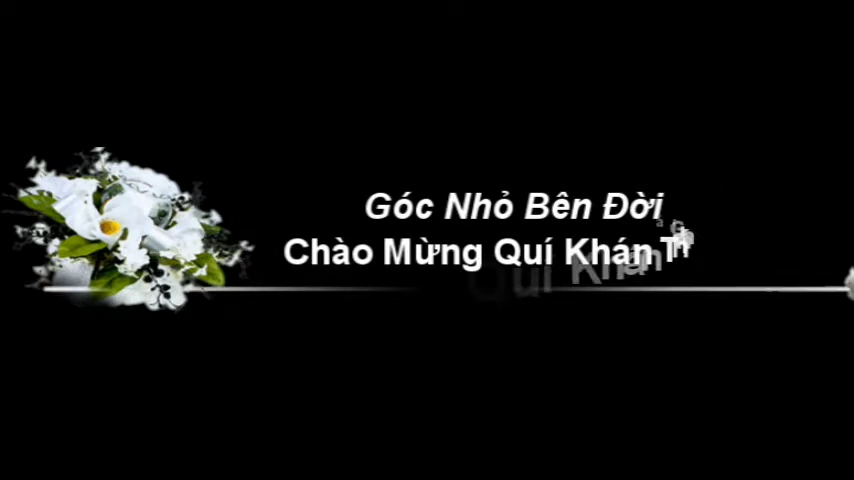 Góc Nhỏ Bên Đời
Chào Mừng Quí Khán